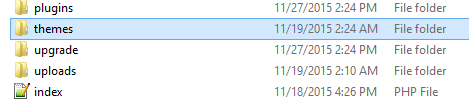 plugins 11/27/2015 2:24 PM File folder
themes 11/19/2015 2:24 AM File folder
upgrade 11/27/2015 2:24 PM File folder
uploads 11/19/2015 2:10 AM File folder
index 11/18/2015 4:26 PM PHP File